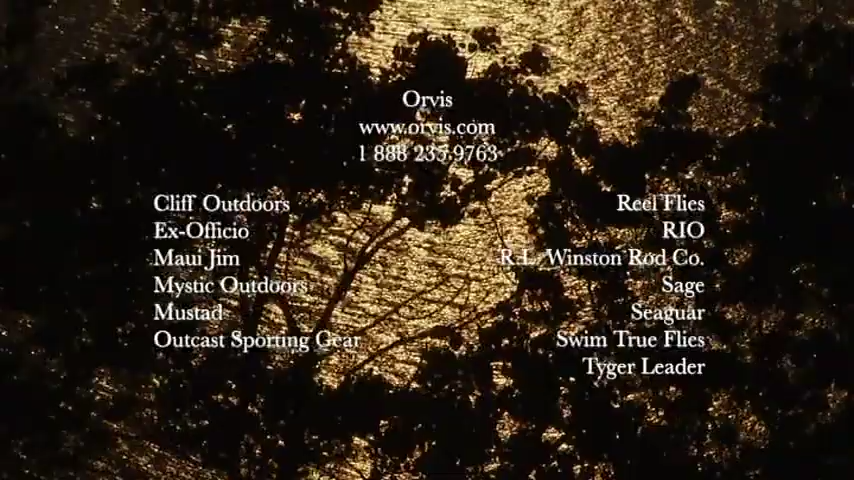 Orvis
www.orvis.com
1 888 235 9763
Cliff Outdoors
Ex-Officio
Maui Jim
Mystic Outdoors
Mustad
Outcast Sporting Gear
Reel Flies
RIO
R.L. Winston Rod Co.
Sage
Seaguar
Swim True Flies
Tyger Leader